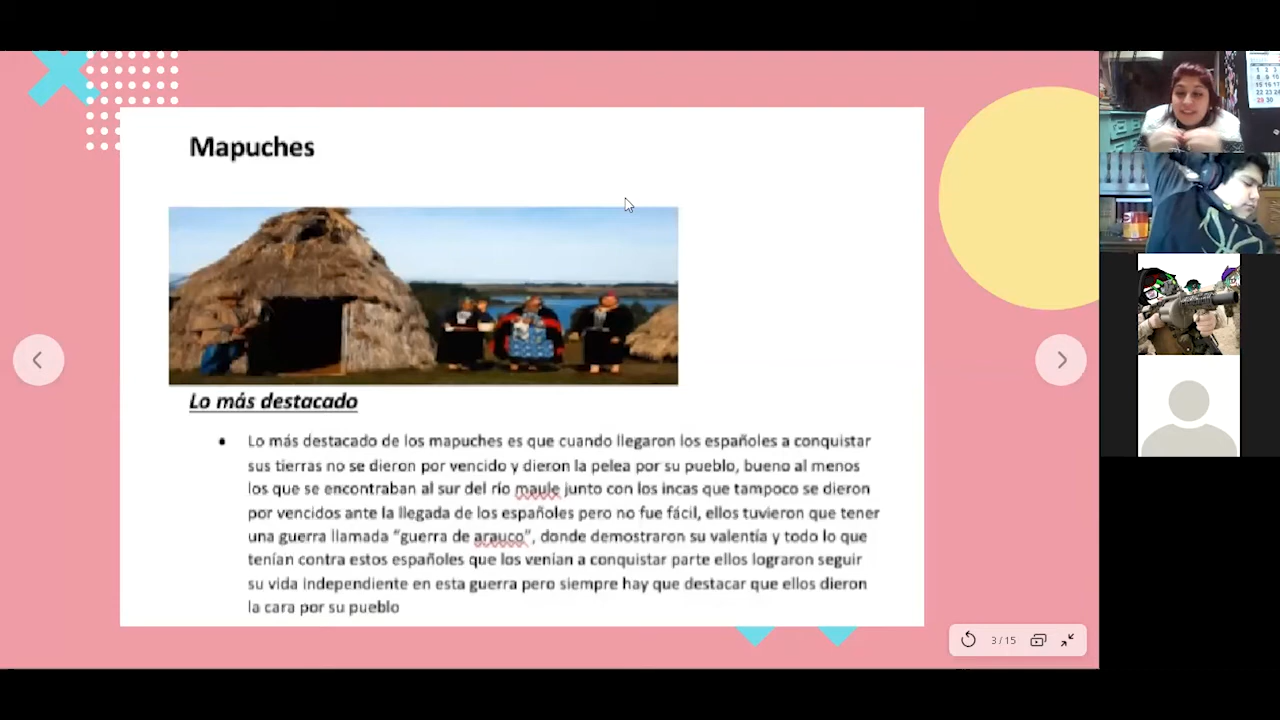 Mapuches
Lo más destacado
Lo más destacado de los mapuches es que cuando llegaron los españoles a conquistar
sus tierras no se dieron por vencido y dieron la pelea por su pueblo, bueno al menos
los que se encontraban al sur del río maule junto con los incas que tampoco se dieron
por vencidos ante la llegada de los españoles pero no fue fácil, ellos tuvieron que tener
una guerra llamada “guerra de arauco”, donde demostraron su valentía y todo lo que
tenían contra estos españoles que los venían a conquistar parte ellos lograron seguir
su vida independiente en esta guerra pero siempre hay que destacar que ellos dieron
la cara por su pueblo
3 / 15